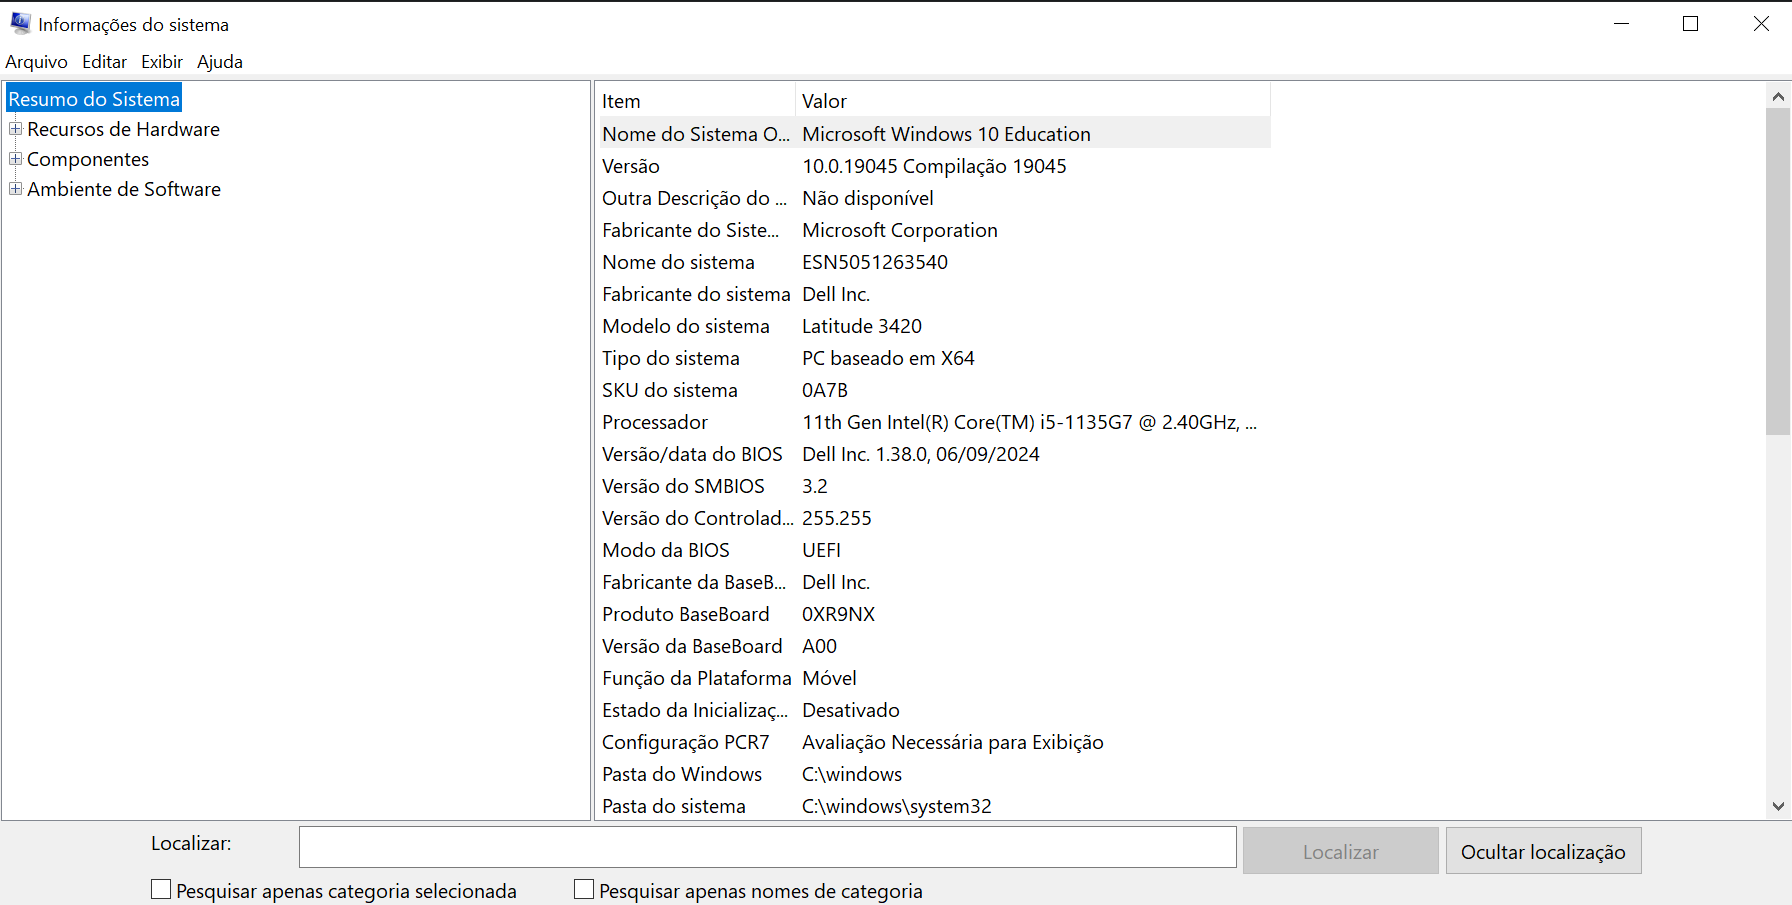 Informações do sistema
Arquivo Editar Exibir Ajuda
Resumo do Sistema
Recursos de Hardware
Componentes
Ambiente de Software
Item Valor
Nome do Sistema O... Microsoft Windows 10 Education
Versão 10.0.19045 Compilação 19045
Outra Descrição do ... Não disponível
Fabricante do Siste... Microsoft Corporation
Nome do sistema ESN5051263540
Fabricante do sistema Dell Inc.
Modelo do sistema Latitude 3420
Tipo do sistema PC baseado em X64
SKU do sistema 0A7B
Processador 11th Gen Intel(R) Core(TM) i5-1135G7 @ 2.40GHz, ...
Versão/data do BIOS Dell Inc. 1.38.0, 06/09/2024
Versão do SMBIOS 3.2
Versão do Controlad... 255.255
Modo da BIOS UEFI
Fabricante da BaseB... Dell Inc.
Produto BaseBoard 0XR9NX
Versão da BaseBoard A00
Função da Plataforma Móvel
Estado da Inicializaç... Desativado
Configuração PCR7 Avaliação Necessária para Exibição
Pasta do Windows C:\windows
Pasta do sistema C:\windows\system32
Localizar: Localizar Ocultar localização
Pesquisar apenas categoria selecionada Pesquisar apenas nomes de categoria